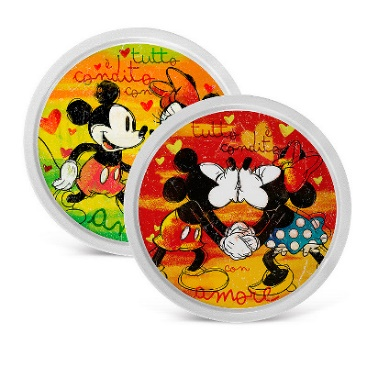 è
tutto
condito
con
amore
tutto è
condito
con
amore